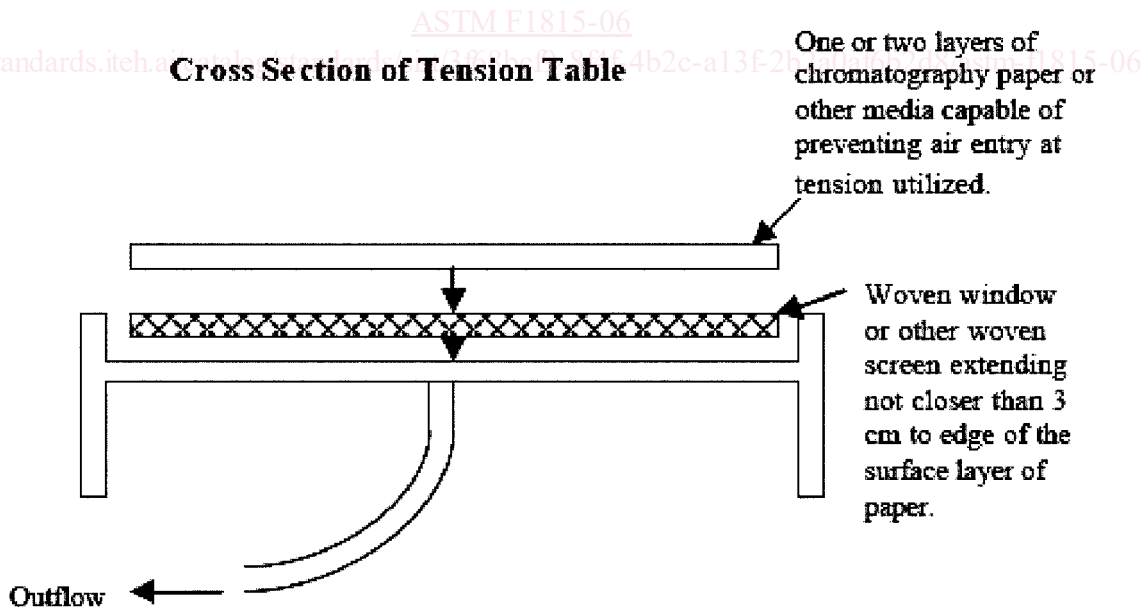 ASTM F1815-06
Cross Section of Tension Table
One or two layers of
chromatography paper or
other media capable of
preventing air entry at
tension utilized.
Woven window
or other woven
screen extending
not closer than 3
cm to edge of the
surface layer of
paper.
Outflow